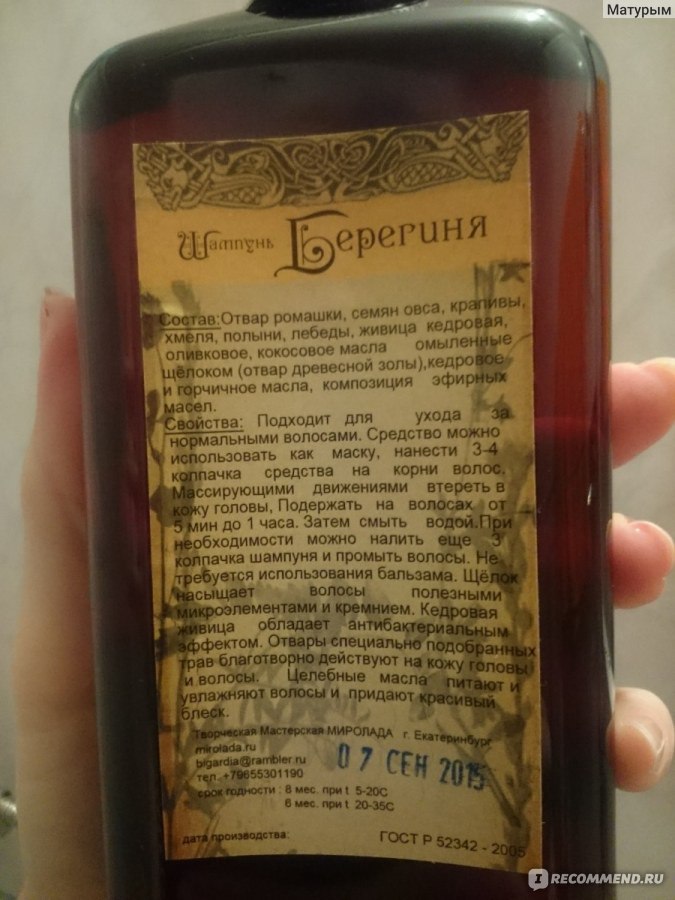 Матурым
Шампунь Берегиня
Состав:Отвар ромашки, семян овса, крапивы,
хмеля, полыни, лебеды, живица кедровая,
оливковое, кокосовое масла омыленные
щёлоком (отвар древесной золы),кедровое
и горчичное масла, композиция эфирных
масел.
Свойства: Подходит для ухода за
нормальными волосами. Средство можно
использовать как маску, нанести 3-4
колпачка средства на корни волос.
Массирующими движениями втереть в
кожу головы, Подержать на волосах от
5 мин до 1 часа. Затем смыть водой.При
необходимости можно налить еще 3
колпачка шампуня и промыть волосы. Не
требуется использования бальзама. Щёлок
насыщает волосы полезными
микроэлементами и кремнием. Кедровая
живица обладает антибактериальным
эффектом. Отвары специально подобранных
трав благотворно действуют на кожу головы
и волосы. Целебные масла питают и
увлажняют волосы и придают красивый
блеск.
Творческая Мастерская МИРОЛАДА г. Екатеринбург
mirolada.ru
bigardia@rambler.ru
тел. +79655301190
07 СЕН 2015
срок годности : 8 мес. при t 5-20С
6 мес. при t 20-35С
дата производства:
ГОСТ Р 52342 - 2005
IRECOMMEND.RU